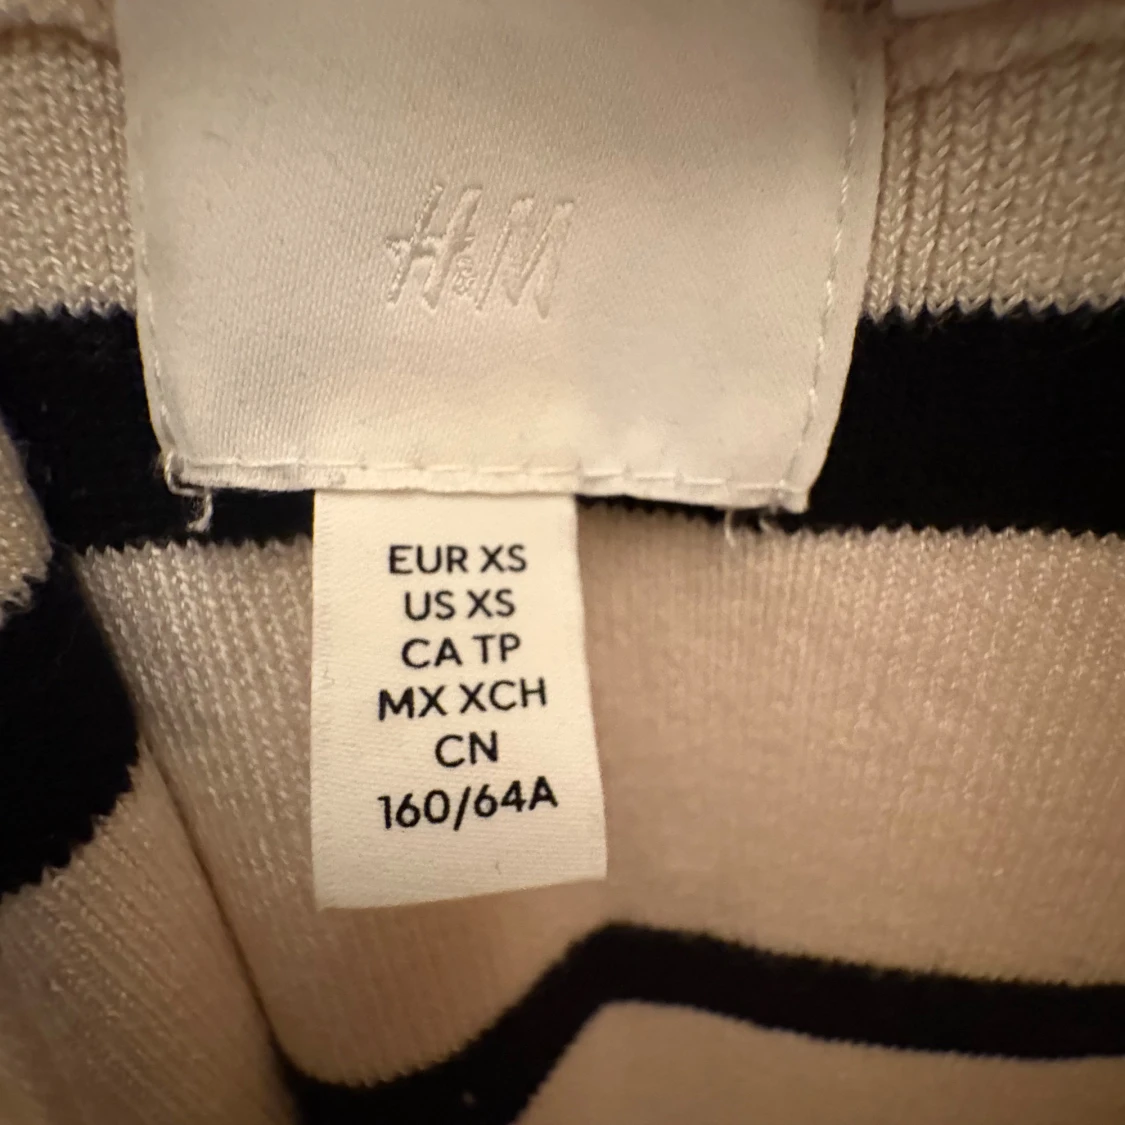 H&M
EUR XS
US XS
CA TP
MX XCH
CN
160/64A